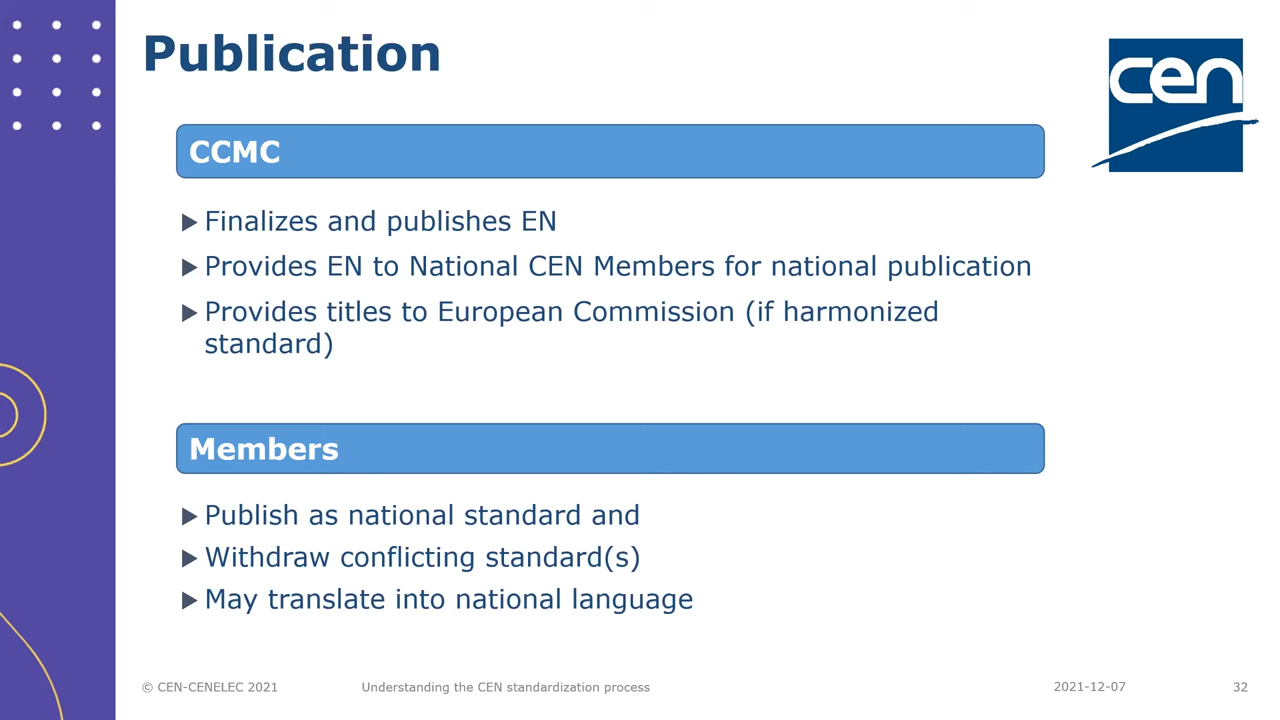 Publication
cen
CCMC
Finalizes and publishes EN
Provides EN to National CEN Members for national publication
Provides titles to European Commission (if harmonized
standard)
Members
Publish as national standard and
Withdraw conflicting standard(s)
May translate into national language
© CEN-CENELEC 2021 Understanding the CEN standardization process 2021-12-07 32